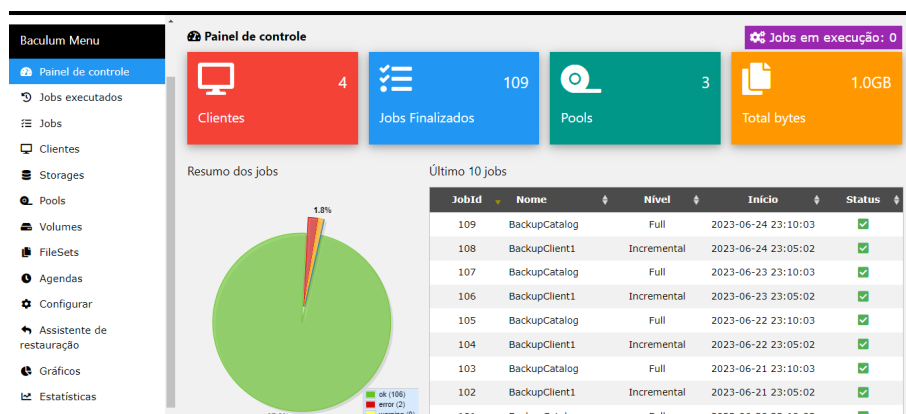 Baculum Menu
Painel de controle
Jobs executados
Jobs
Clientes
Storages
Pools
Volumes
FileSets
Agendas
Configurar
Assistente de
restauração
Gráficos
Estatísticas
Painel de controle
Jobs em execução: 0
4
Clientes
109
Jobs Finalizados
3
Pools
1.0GB
Total bytes
Resumo dos jobs
1.8%
ok (106)
error (2)
Último 10 jobs
JobId Nome Nível Início Status
109 BackupCatalog Full 2023-06-24 23:10:03
108 BackupClient1 Incremental 2023-06-24 23:05:02
107 BackupCatalog Full 2023-06-23 23:10:03
106 BackupClient1 Incremental 2023-06-23 23:05:02
105 BackupCatalog Full 2023-06-22 23:10:03
104 BackupClient1 Incremental 2023-06-22 23:05:02
103 BackupCatalog Full 2023-06-21 23:10:03
102 BackupClient1 Incremental 2023-06-21 23:05:02